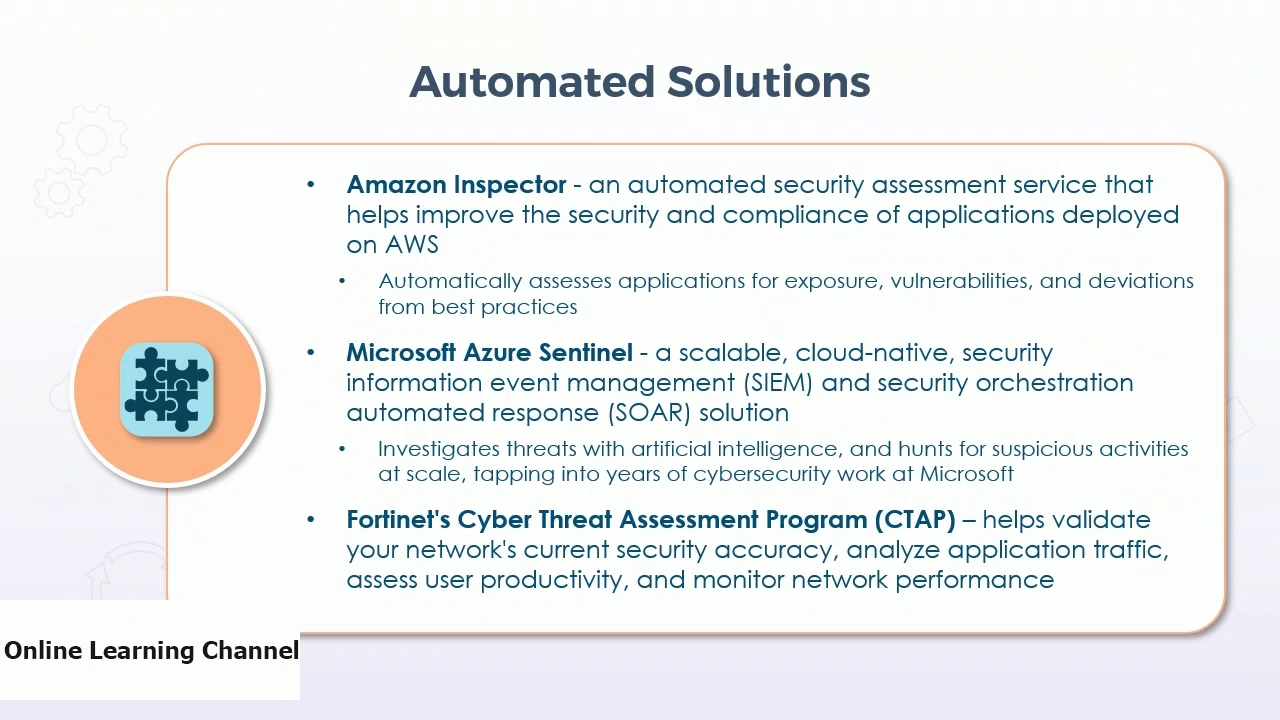 Automated Solutions
• Amazon Inspector - an automated security assessment service that
helps improve the security and compliance of applications deployed
on AWS
• Automatically assesses applications for exposure, vulnerabilities, and deviations
from best practices
• Microsoft Azure Sentinel - a scalable, cloud-native, security
information event management (SIEM) and security orchestration
automated response (SOAR) solution
• Investigates threats with artificial intelligence, and hunts for suspicious activities
at scale, tapping into years of cybersecurity work at Microsoft
• Fortinet's Cyber Threat Assessment Program (CTAP) – helps validate
your network's current security accuracy, analyze application traffic,
assess user productivity, and monitor network performance
Online Learning Channel